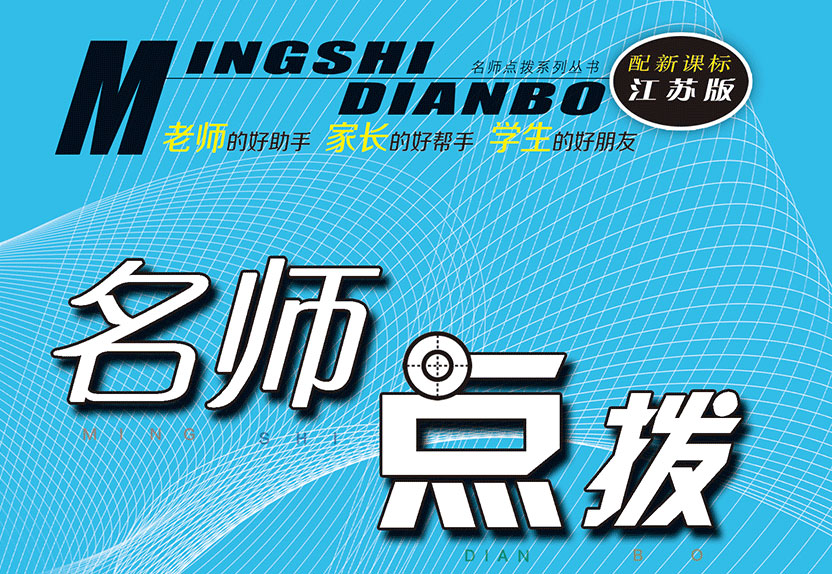 MINGSHI
DIANBO
名师点拨系列丛书
配新课标
江苏版
老师的好助手 家长的好帮手 学生的好朋友
名师
MING SHI
点拨
DIAN BO